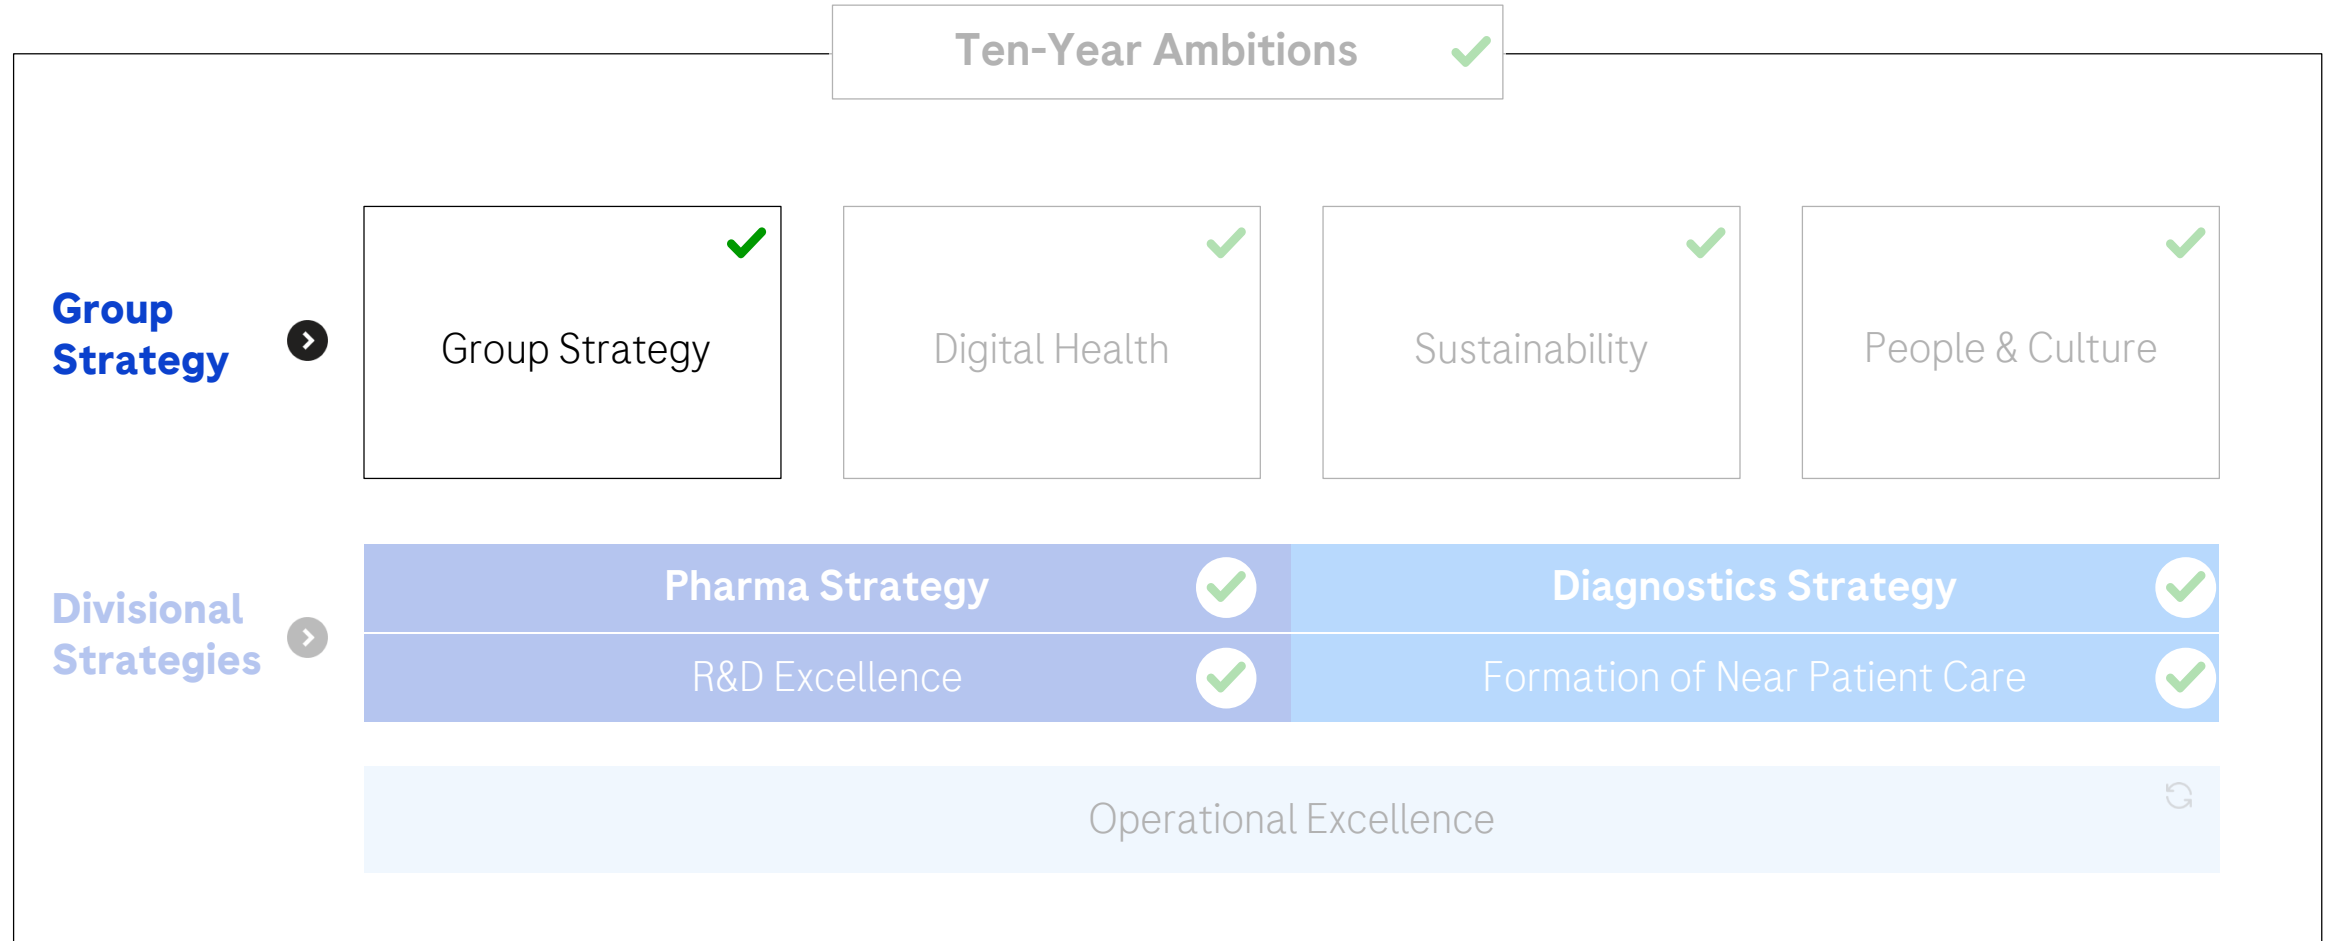 Ten-Year Ambitions
Group
Strategy
Group Strategy
Digital Health
Sustainability
People & Culture
Divisional
Strategies
Pharma Strategy
Diagnostics Strategy
R&D Excellence
Formation of Near Patient Care
Operational Excellence